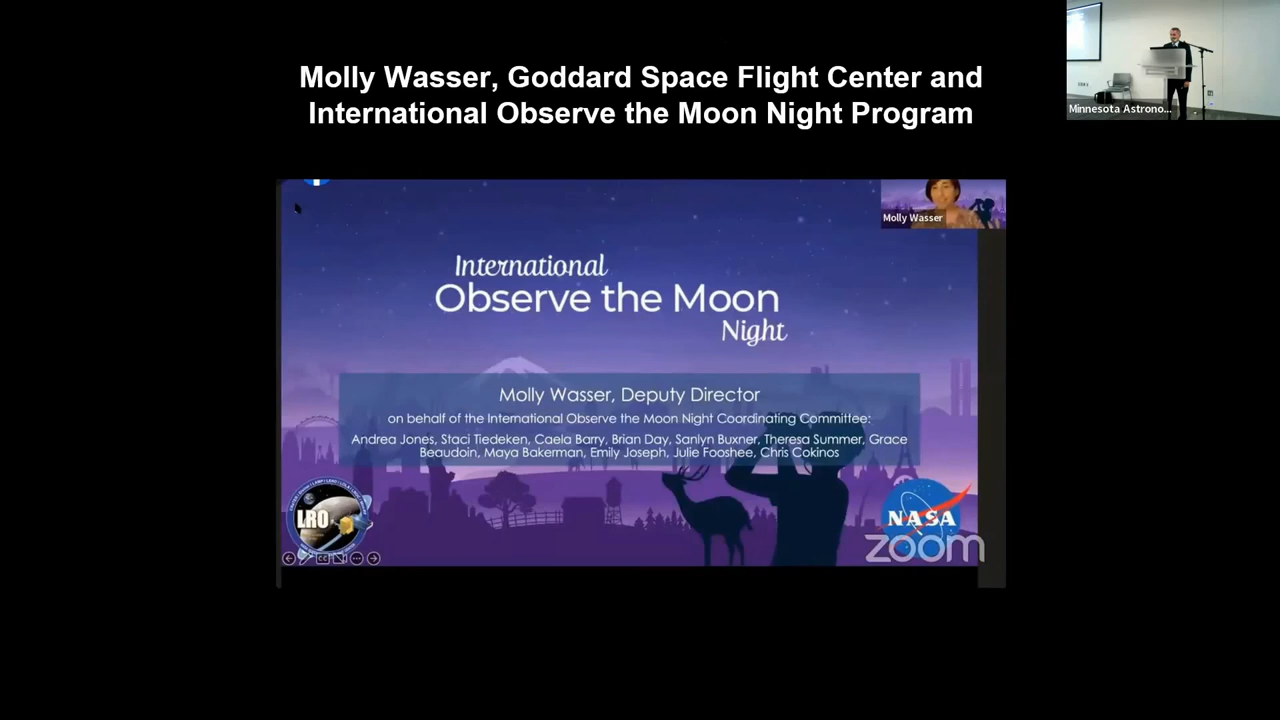 Molly Wasser, Goddard Space Flight Center and
International Observe the Moon Night Program
Minnesota Astrono...
Molly Wasser
International
Observe the Moon
Night
Molly Wasser, Deputy Director
on behalf of the International Observe the Moon Night Coordinating Committee:
Andrea Jones, Staci Tiedeken, Caela Barry, Brian Day, Sanlyn Buxner, Theresa Summer, Grace
Beaudoin, Maya Bakerman, Emily Joseph, Julie Fooshee, Chris Cokinos
LRO
NASA
zoom